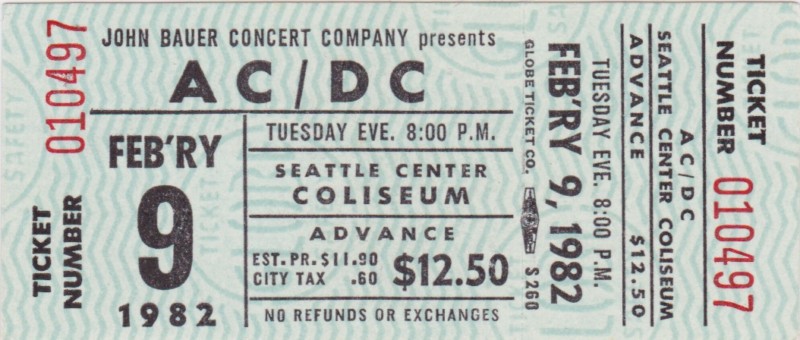 TICKET NUMBER 010497
JOHN BAUER CONCERT COMPANY presents
AC/DC
FEB'RY
9
1982
TUESDAY EVE. 8:00 P.M.
SEATTLE CENTER
COLISEUM
ADVANCE
EST. PR. $11.90
CITY TAX .60
$12.50
NO REFUNDS OR EXCHANGES
GLOBE TICKET CO. S260
FEB'RY 9, 1982
TUESDAY EVE. 8:00 P.M.
ADVANCE $12.50
SEATTLE CENTER COLISEUM
AC/DC
TICKET NUMBER 010497
SAFETY
TICKET